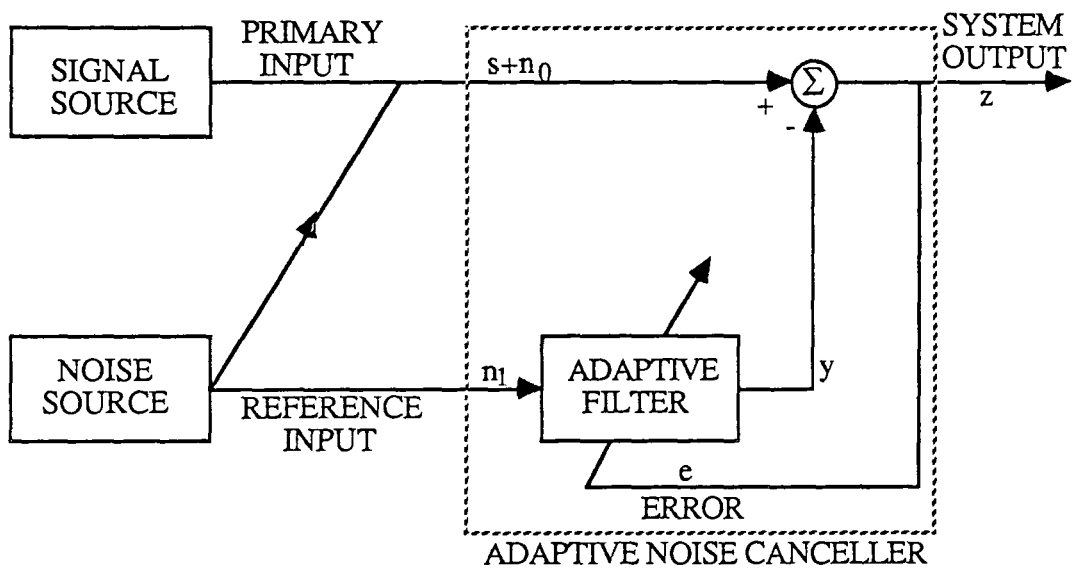 PRIMARY
INPUT
SYSTEM
OUTPUT
SIGNAL
SOURCE
s+n0
Σ
+
-
z
NOISE
SOURCE
n1
ADAPTIVE
FILTER
y
REFERENCE
INPUT
e
ERROR
ADAPTIVE NOISE CANCELLER